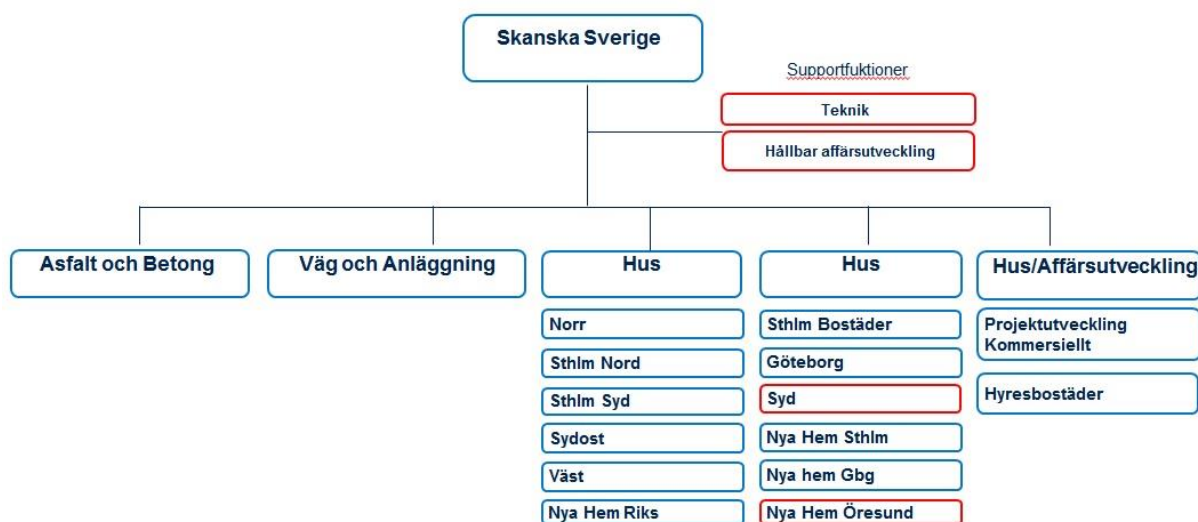 Skanska Sverige
Supportfuktioner
Teknik
Hållbar affärsutveckling
Asfalt och Betong
Väg och Anläggning
Hus
Hus
Hus/Affärsutveckling
Norr
Sthlm Nord
Sthlm Syd
Sydost
Väst
Nya Hem Riks
Sthlm Bostäder
Göteborg
Syd
Nya Hem Sthlm
Nya hem Gbg
Nya Hem Öresund
Projektutveckling
Kommersiellt
Hyresbostäder